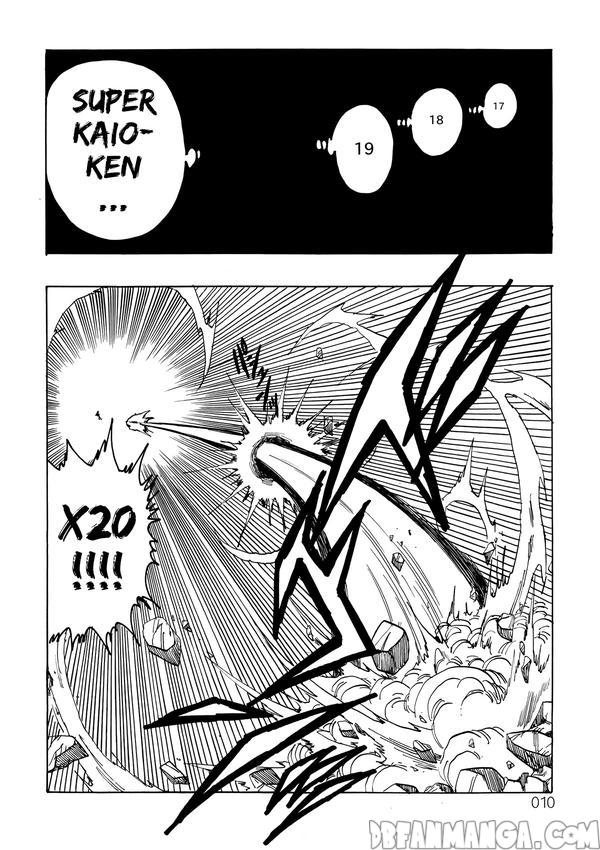 17
18
19
SUPER
KAIO-
KEN
...
X20
!!!!
010
DBFANMANGA.COM